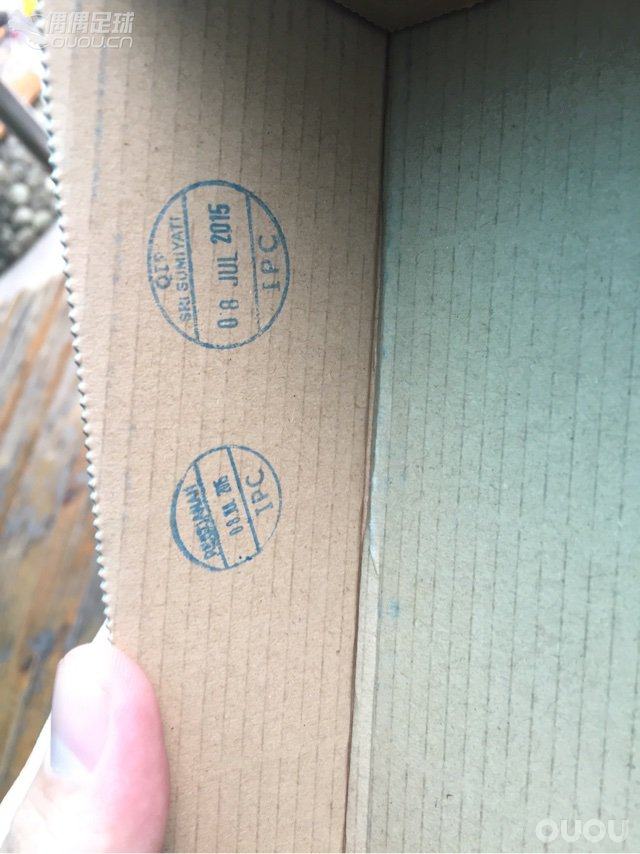 偶偶足球
OUOU.CN
QIP
SRI SUMIYATI
08 JUL 2015
IPC
IPC
OUOU